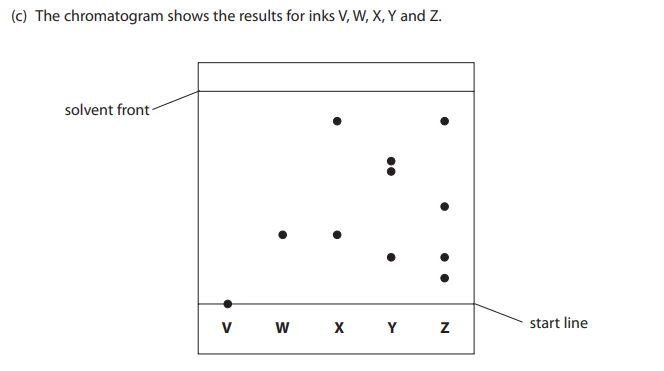 (c) The chromatogram shows the results for inks V, W, X, Y and Z.
solvent front
V W X Y Z
start line